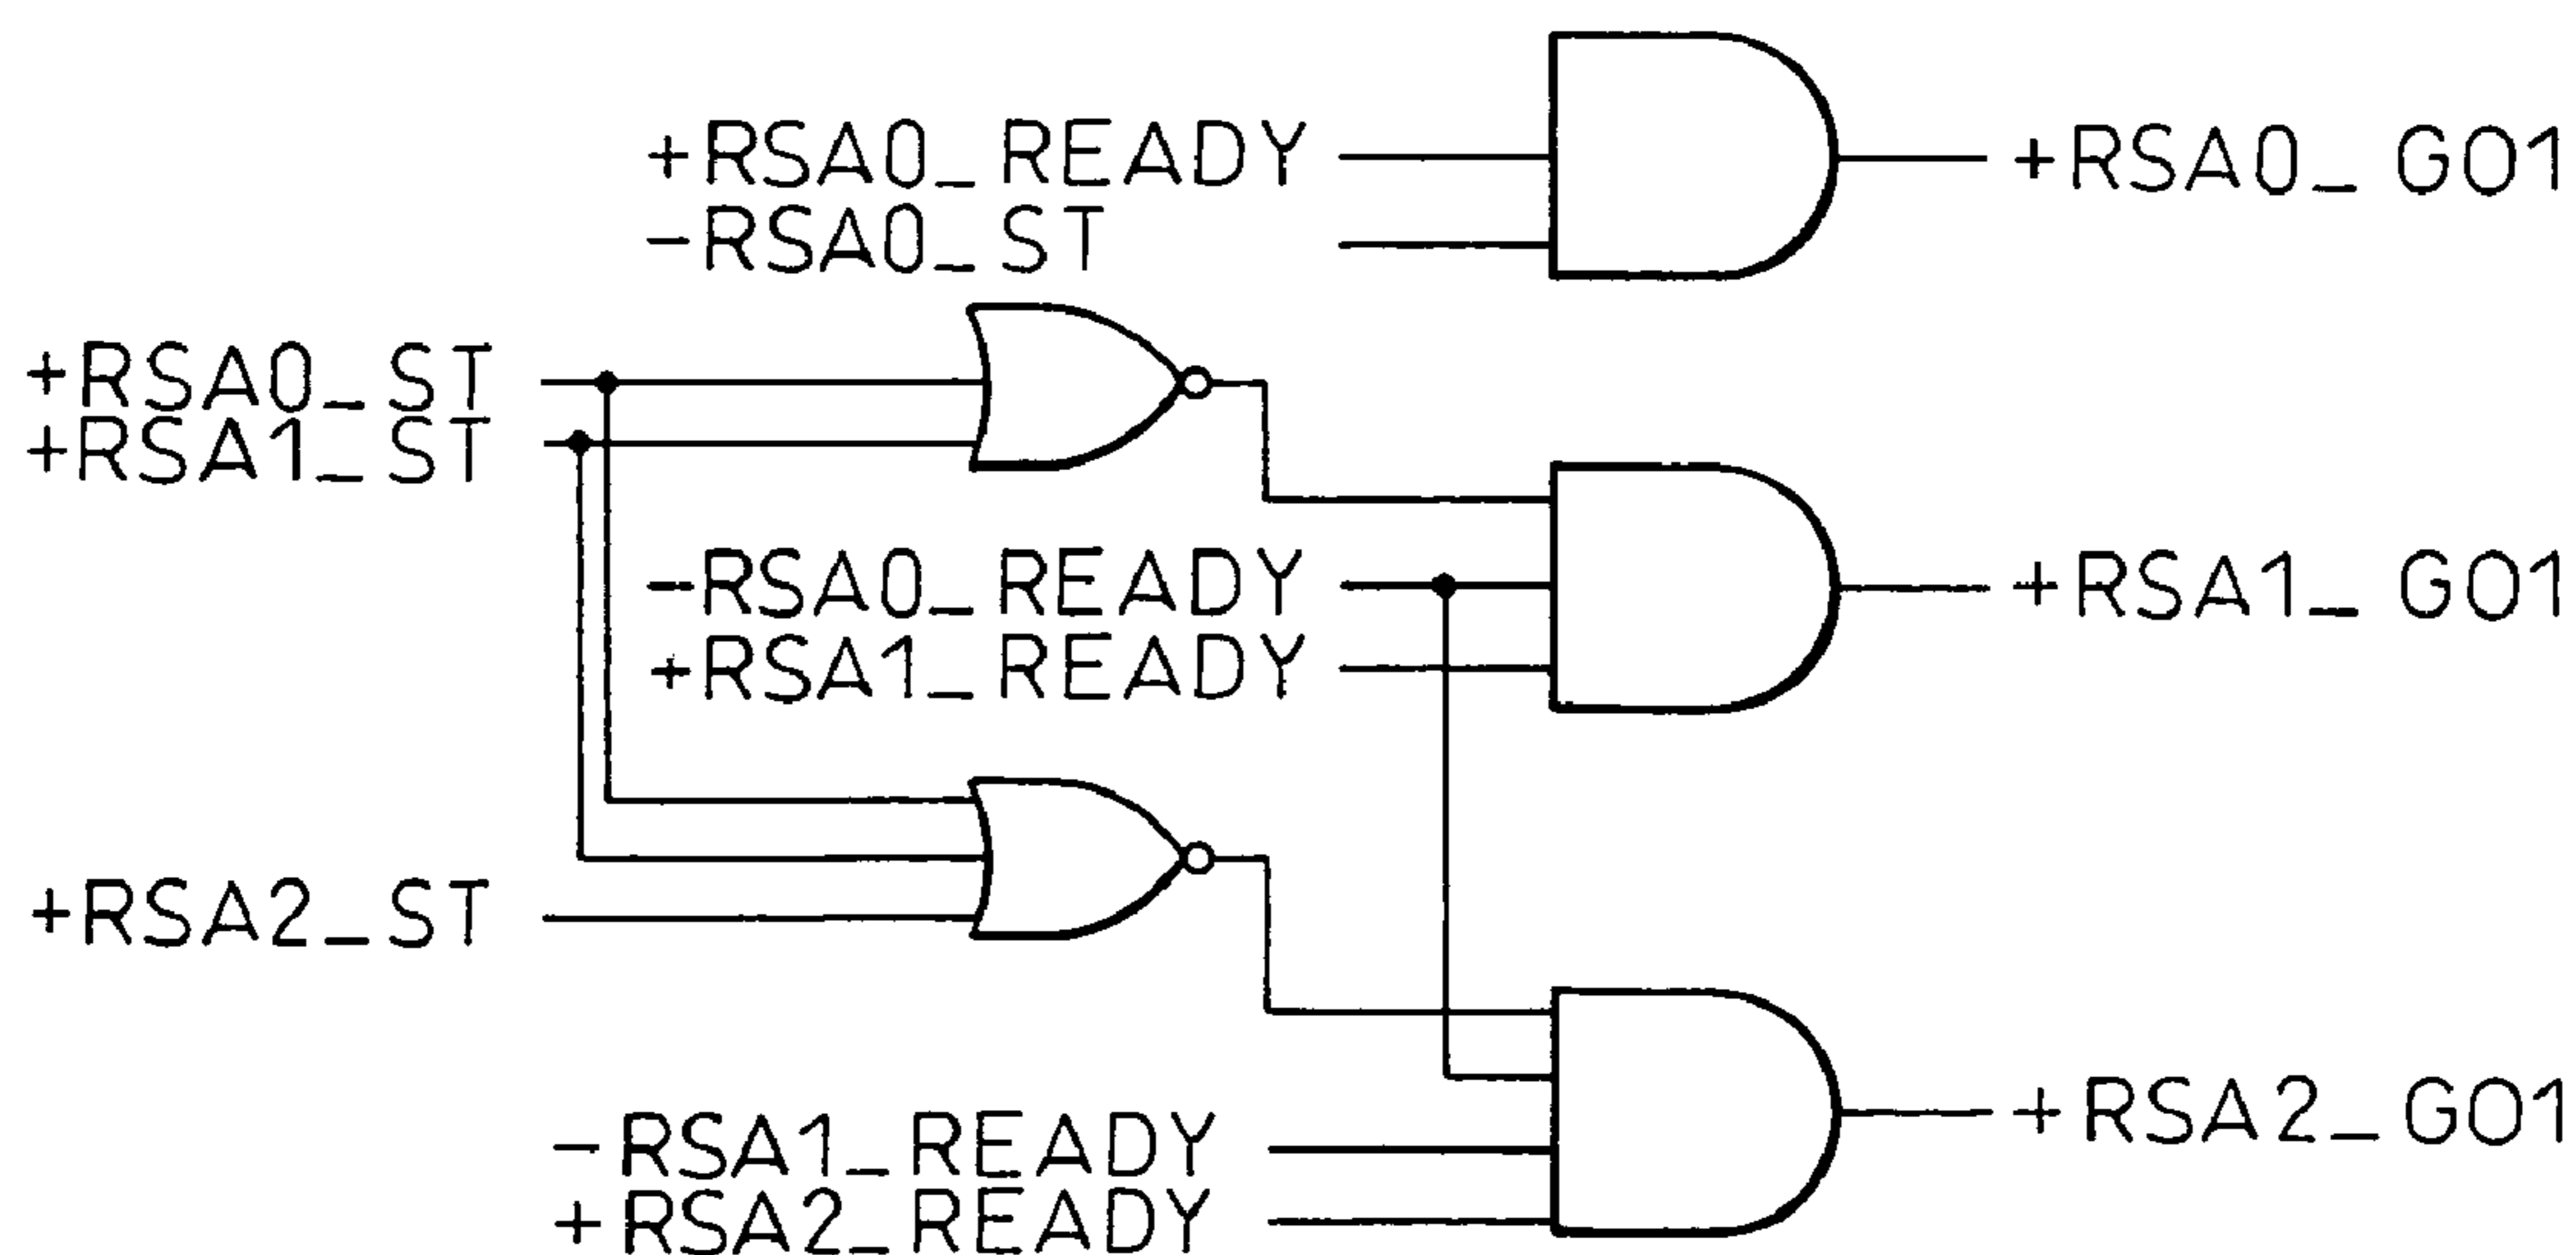 +RSA0_READY
-RSA0_ST
+RSA0_GO1
+RSA0_ST
+RSA1_ST
-RSA0_READY
+RSA1_READY
+RSA1_GO1
+RSA2_ST
-RSA1_READY
+RSA2_READY
+RSA2_GO1